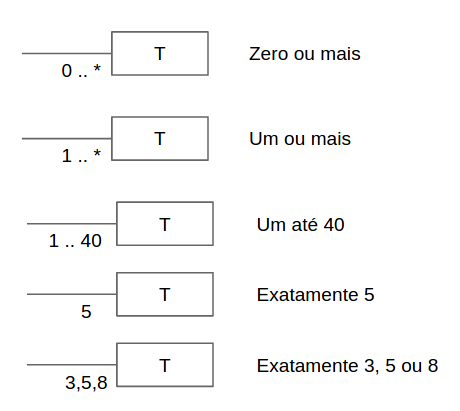 T Zero ou mais
0 .. *
T Um ou mais
1 .. *
T Um até 40
1 .. 40
T Exatamente 5
5
T Exatamente 3, 5 ou 8
3,5,8